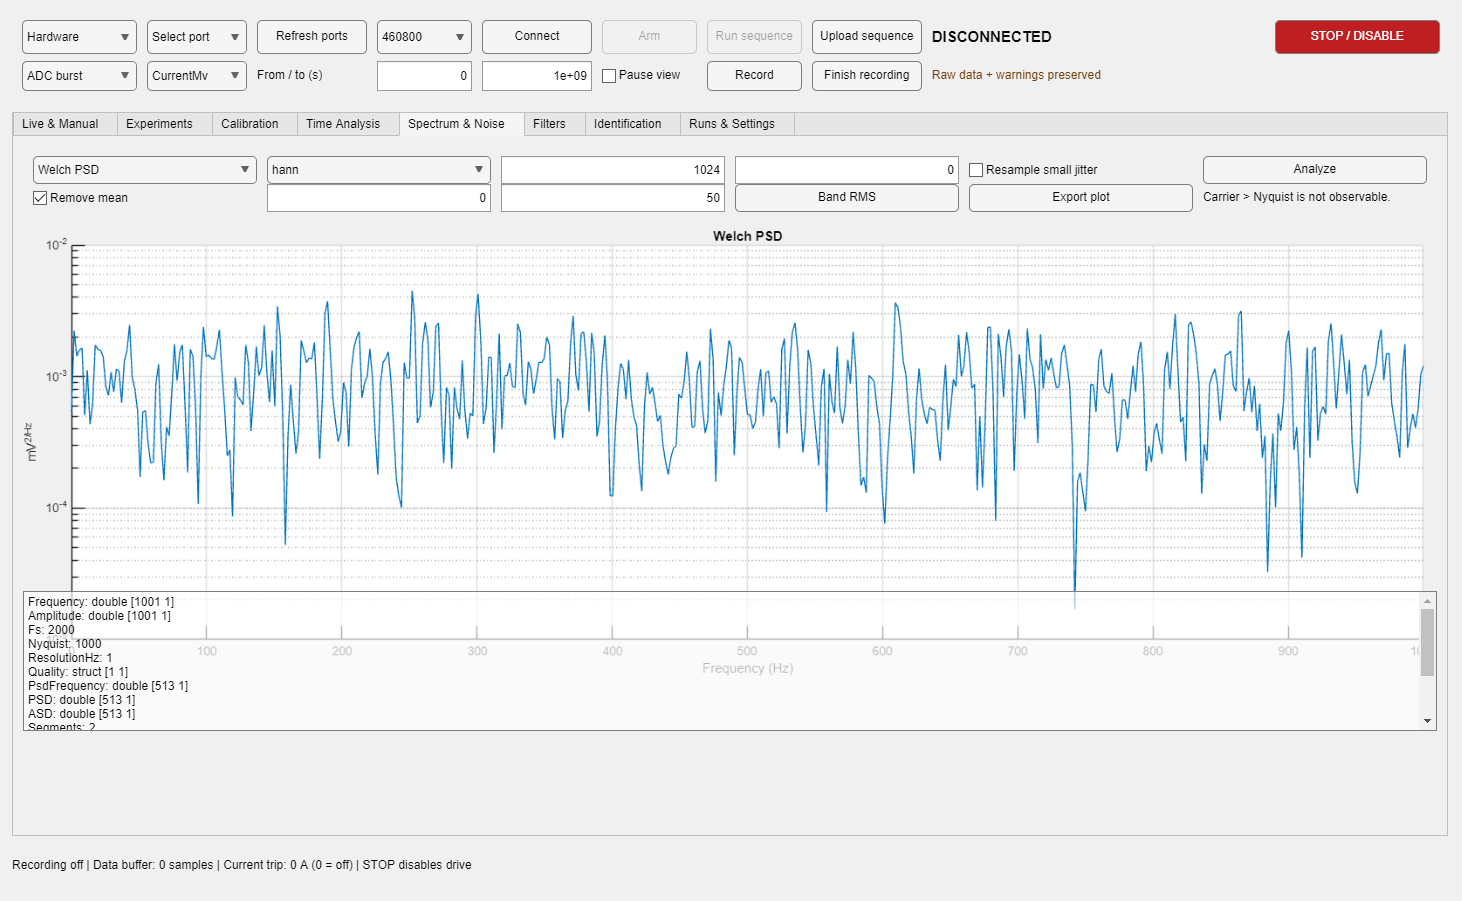 Hardware Select port Refresh ports 460800 Connect Arm Run sequence Upload sequence DISCONNECTED STOP / DISABLE
ADC burst CurrentMv From / to (s) 0 1e+09 Pause view Record Finish recording Raw data + warnings preserved
Live & Manual Experiments Calibration Time Analysis Spectrum & Noise Filters Identification Runs & Settings
Welch PSD hann 1024 0 Resample small jitter Analyze
Remove mean 0 50 Band RMS Export plot Carrier > Nyquist is not observable.
Welch PSD
10-2
10-3
mV2/Hz
10-4
Frequency: double [1001 1]
Amplitude: double [1001 1]
Fs: 2000
Nyquist: 1000
100 200 300 400 500 600 700 800 900
ResolutionHz: 1
Frequency (Hz)
Quality: struct [1 1]
PsdFrequency: double [513 1]
PSD: double [513 1]
ASD: double [513 1]
Segments: 2
Recording off | Data buffer: 0 samples | Current trip: 0 A (0 = off) | STOP disables drive